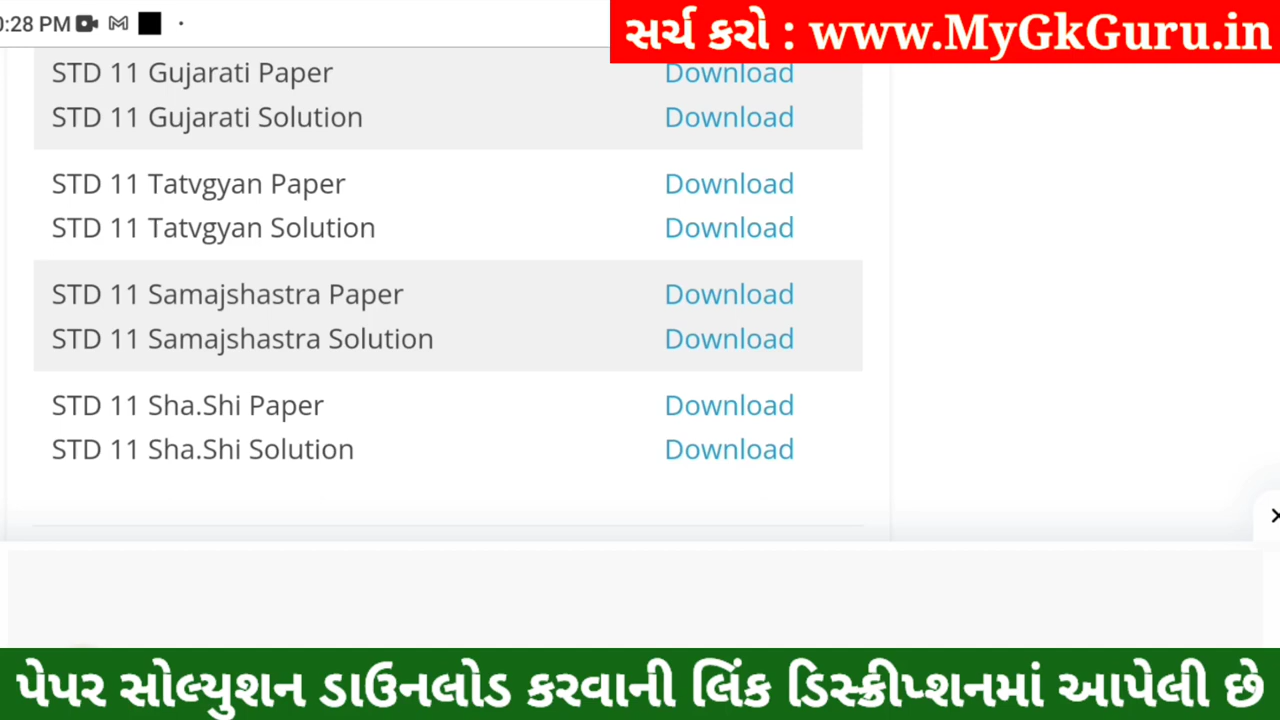 0:28 PM
સર્ચ કરો : www.MyGkGuru.in
STD 11 Gujarati Paper Download
STD 11 Gujarati Solution Download
STD 11 Tatvgyan Paper Download
STD 11 Tatvgyan Solution Download
STD 11 Samajshastra Paper Download
STD 11 Samajshastra Solution Download
STD 11 Sha.Shi Paper Download
STD 11 Sha.Shi Solution Download
પેપર સોલ્યુશન ડાઉનલોડ કરવાની લિંક ડિસ્ક્રીપ્શનમાં આપેલી છે